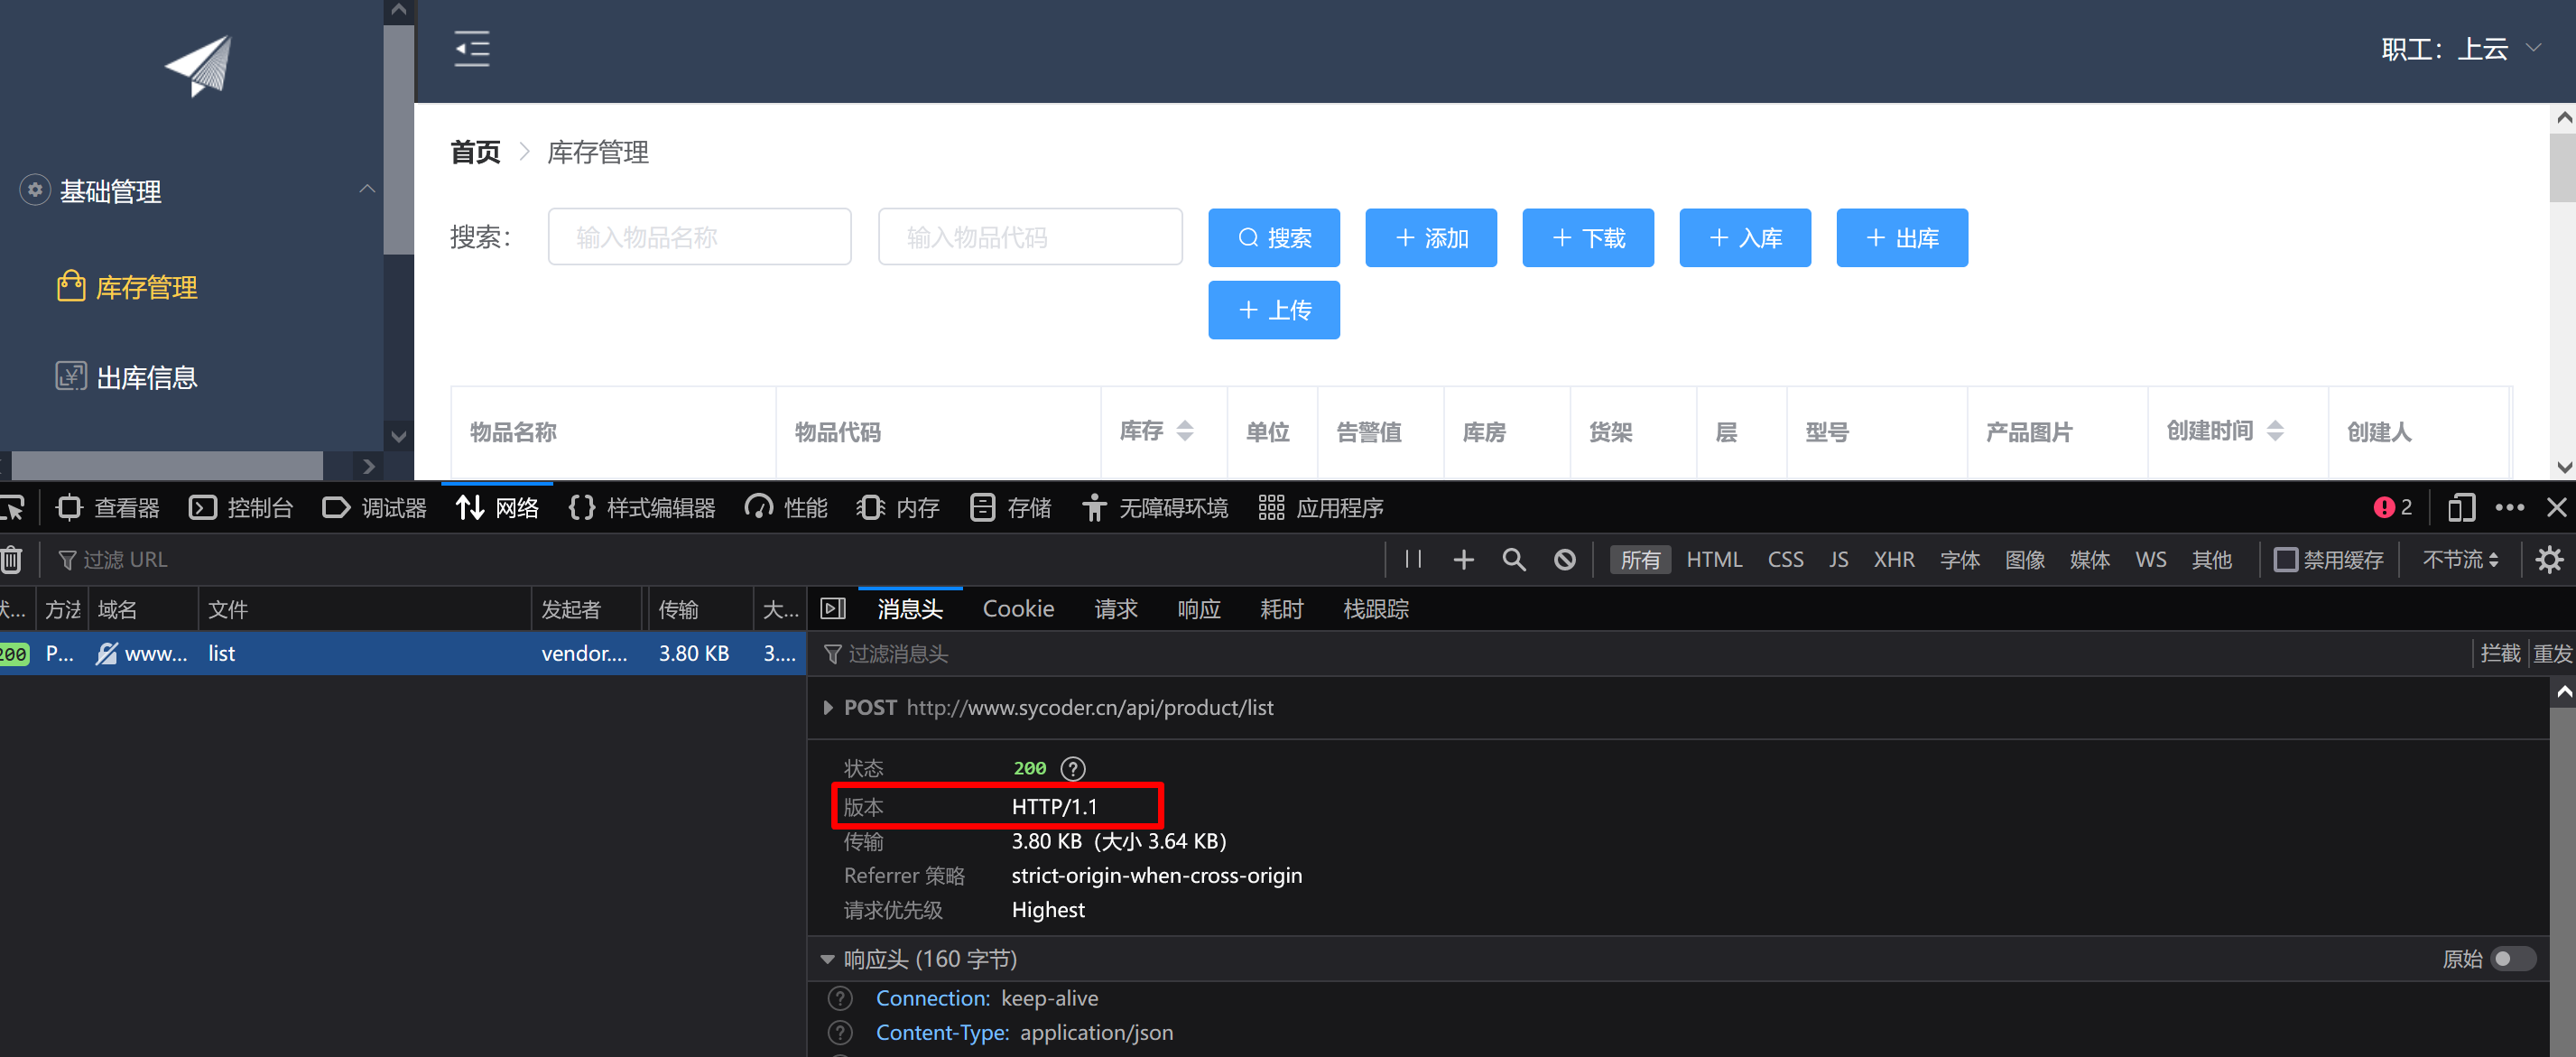 职工：上云
基础管理
库存管理
出库信息
首页 库存管理
搜索： 输入物品名称 输入物品代码 搜索 添加 下载 入库 出库
上传
物品名称 物品代码 库存 单位 告警值 库房 货架 层 型号 产品图片 创建时间 创建人
查看器 控制台 调试器 网络 样式编辑器 性能 内存 存储 无障碍环境 应用程序 2
过滤 URL 所有 HTML CSS JS XHR 字体 图像 媒体 WS 其他 禁用缓存 不节流
状... 方法 域名 文件 发起者 传输 大...
200 P... www... list vendor.... 3.80 KB 3....
消息头 Cookie 请求 响应 耗时 栈跟踪
过滤消息头 拦截 重发
POST http://www.sycoder.cn/api/product/list
状态 200
版本 HTTP/1.1
传输 3.80 KB（大小 3.64 KB）
Referrer 策略 strict-origin-when-cross-origin
请求优先级 Highest
响应头 (160 字节) 原始
Connection: keep-alive
Content-Type: application/json